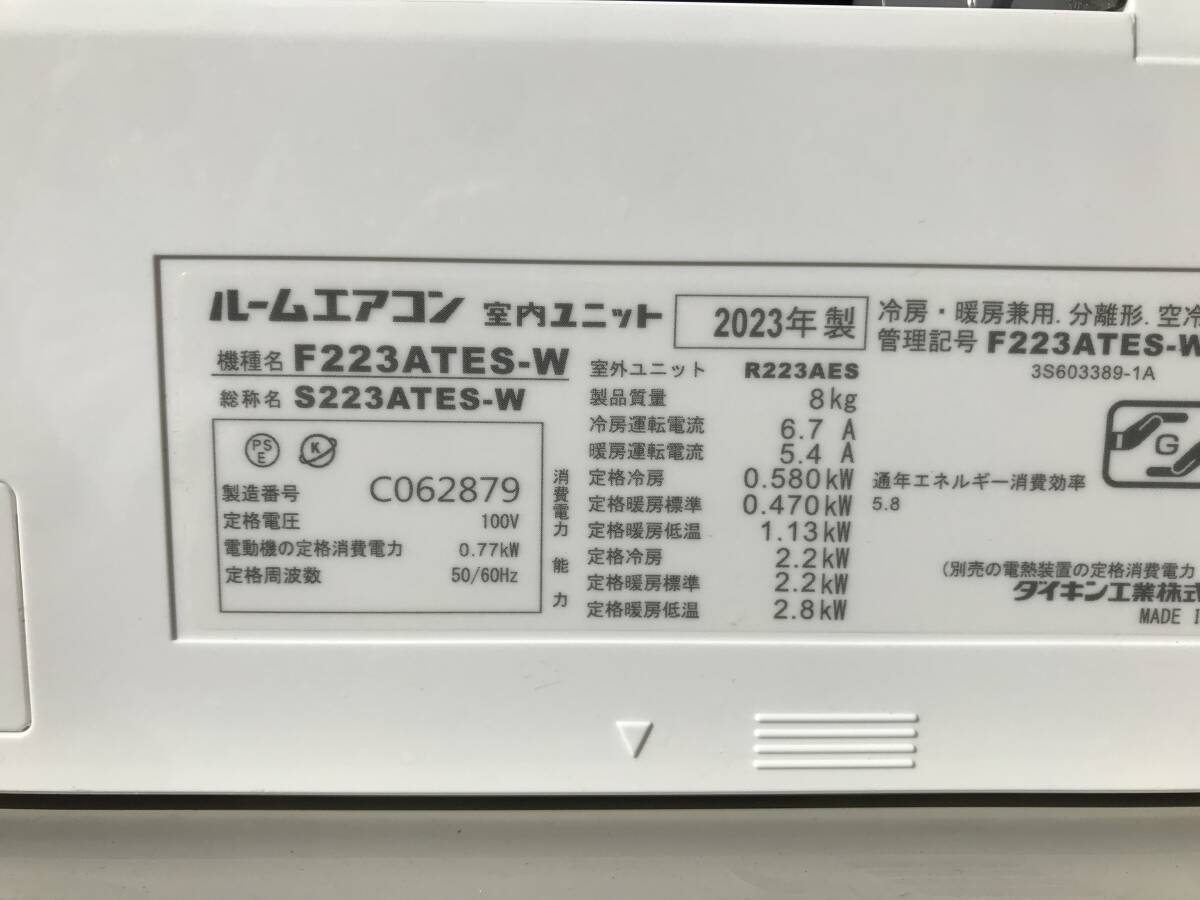 ルームエアコン 室内ユニット 2023年 製
機種名 F223ATES-W
総称名 S223ATES-W
PS
E
K
製造番号 C062879
定格電圧 100V
電動機の定格消費電力 0.77kW
定格周波数 50/60Hz
室外ユニット R223AES
製品質量 8kg
冷房運転電流 6.7 A
暖房運転電流 5.4 A
消費電力
定格冷房 0.580kW
定格暖房標準 0.470kW
定格暖房低温 1.13kW
能力
定格冷房 2.2kW
定格暖房標準 2.2kW
定格暖房低温 2.8kW
冷房・暖房兼用. 分離形. 空冷
管理記号 F223ATES-W
3S603389-1A
G
通年エネルギー消費効率
5.8
(別売の電熱装置の定格消費電力
ダイキン工業株式
MADE